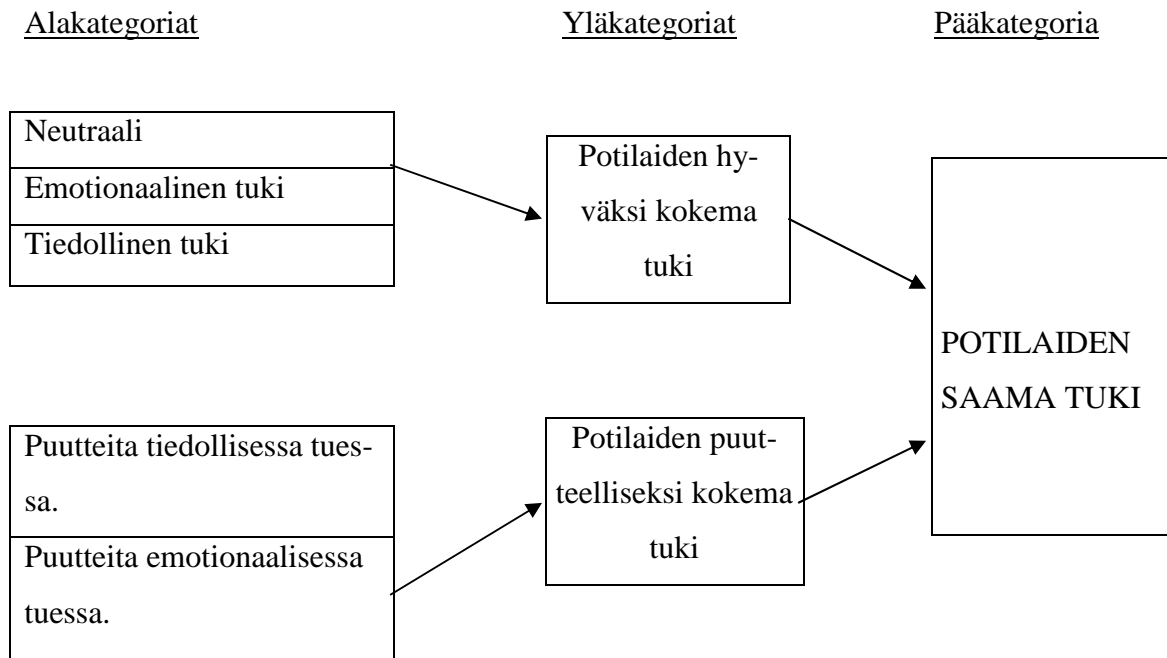 Alakategoriat Yläkategoriat Pääkategoria
Neutraali
Emotionaalinen tuki
Tiedollinen tuki
Potilaiden hy-
väksi kokema
tuki
POTILAIDEN
SAAMA TUKI
Puutteita tiedollisessa tues-
sa.
Puutteita emotionaalisessa
tuessa.
Potilaiden puut-
teelliseksi kokema
tuki